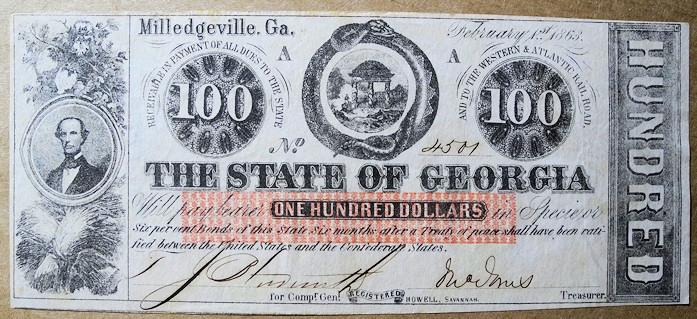 Milledgeville, Ga.
February 1st 1863.
A
A
RECEIVABLE IN PAYMENT OF ALL DUES TO THE STATE
AND TO THE WESTERN & ATLANTIC RAIL ROAD.
100
100
No 4501
THE STATE OF GEORGIA
Will pay bearer ONE HUNDRED DOLLARS in Specie or
Six per cent Bonds of this State six months after a Treaty of peace shall have been rati-
fied between the United States and the Confederate States.
Jno Jones
for Compt. Genl.
REGISTERED
HOWELL, SAVANNAH.
Treasurer.
HUNDRED